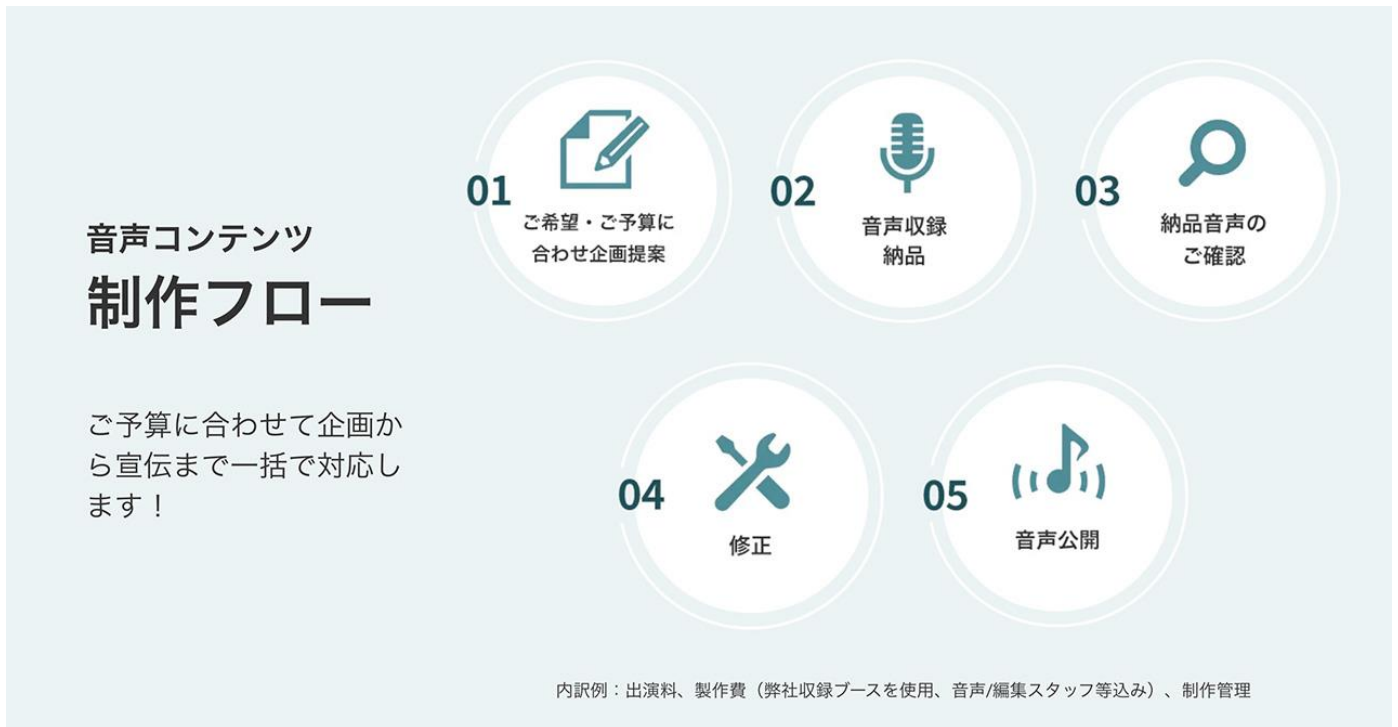 音声コンテンツ
制作フロー
ご予算に合わせて企画か
ら宣伝まで一括で対応し
ます！
01
ご希望・ご予算に
合わせ企画提案
02
音声収録
納品
03
納品音声の
ご確認
04
修正
05
音声公開
内訳例：出演料、製作費（弊社収録ブースを使用、音声/編集スタッフ等込み）、制作管理